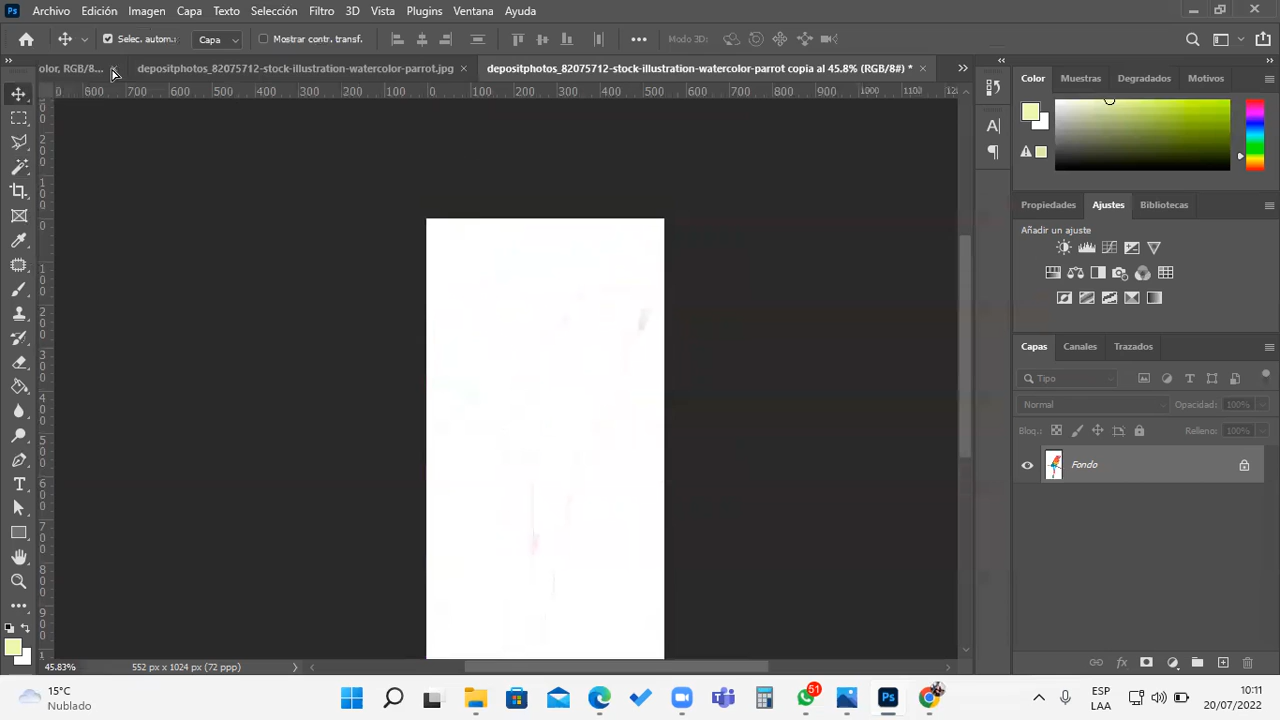 Ps Archivo Edición Imagen Capa Texto Selección Filtro 3D Vista Plugins Ventana Ayuda
Selec. autom.: Capa Mostrar contr. transf. Modo 3D:
olor, RGB/8... depositphotos_82075712-stock-illustration-watercolor-parrot.jpg depositphotos_82075712-stock-illustration-watercolor-parrot copia al 45.8% (RGB/8#) *
800 700 600 500 400 300 200 100 0 100 200 300 400 500 600 700 800 900 1000 1100
Color Muestras Degradados Motivos
Propiedades Ajustes Bibliotecas
Añadir un ajuste
Capas Canales Trazados
Tipo
Normal Opacidad: 100%
Bloq.: Relleno: 100%
Fondo
45.83% 552 px x 1024 px (72 ppp)
15°C
Nublado
51
Ps
ESP
LAA
10:11
20/07/2022